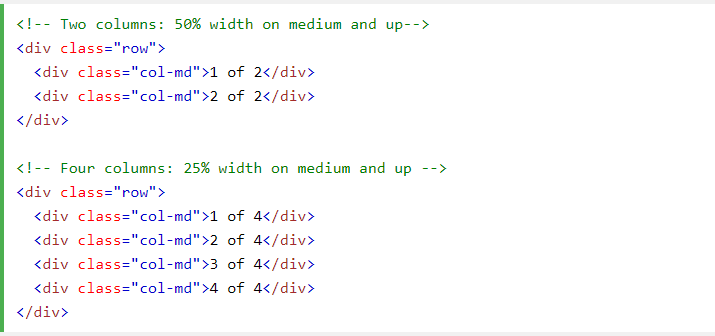 <!-- Two columns: 50% width on medium and up-->
<div class="row">
  <div class="col-md">1 of 2</div>
  <div class="col-md">2 of 2</div>
</div>

<!-- Four columns: 25% width on medium and up -->
<div class="row">
  <div class="col-md">1 of 4</div>
  <div class="col-md">2 of 4</div>
  <div class="col-md">3 of 4</div>
  <div class="col-md">4 of 4</div>
</div>